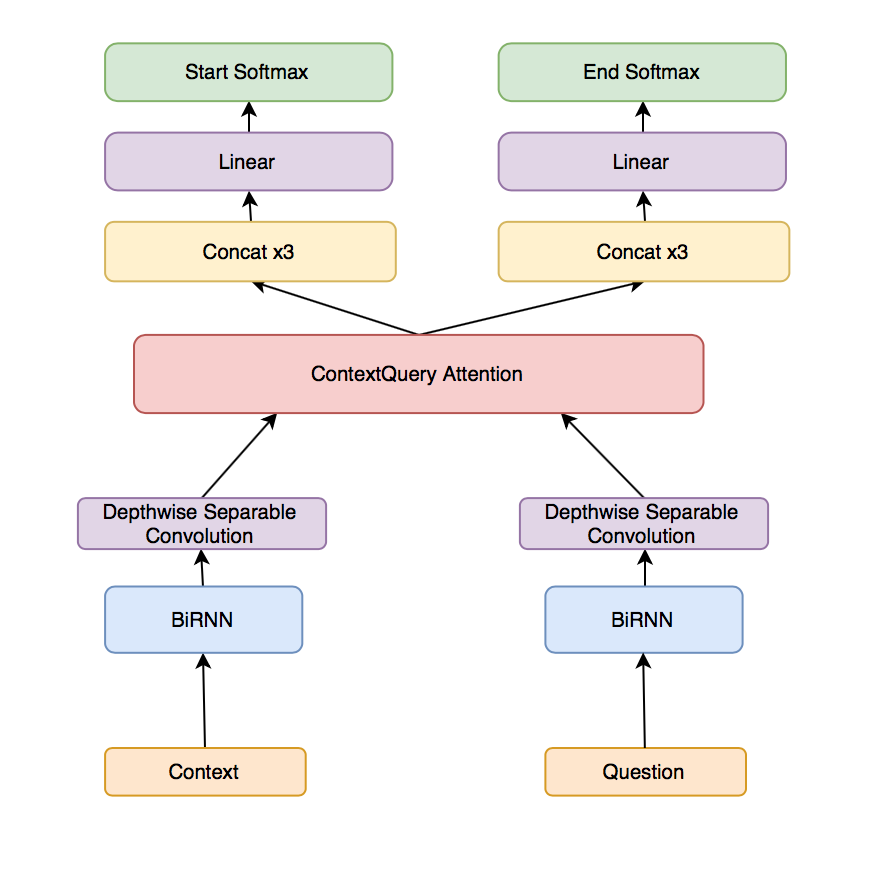 Start Softmax
End Softmax
Linear
Linear
Concat x3
Concat x3
ContextQuery Attention
Depthwise Separable
Convolution
Depthwise Separable
Convolution
BiRNN
BiRNN
Context
Question